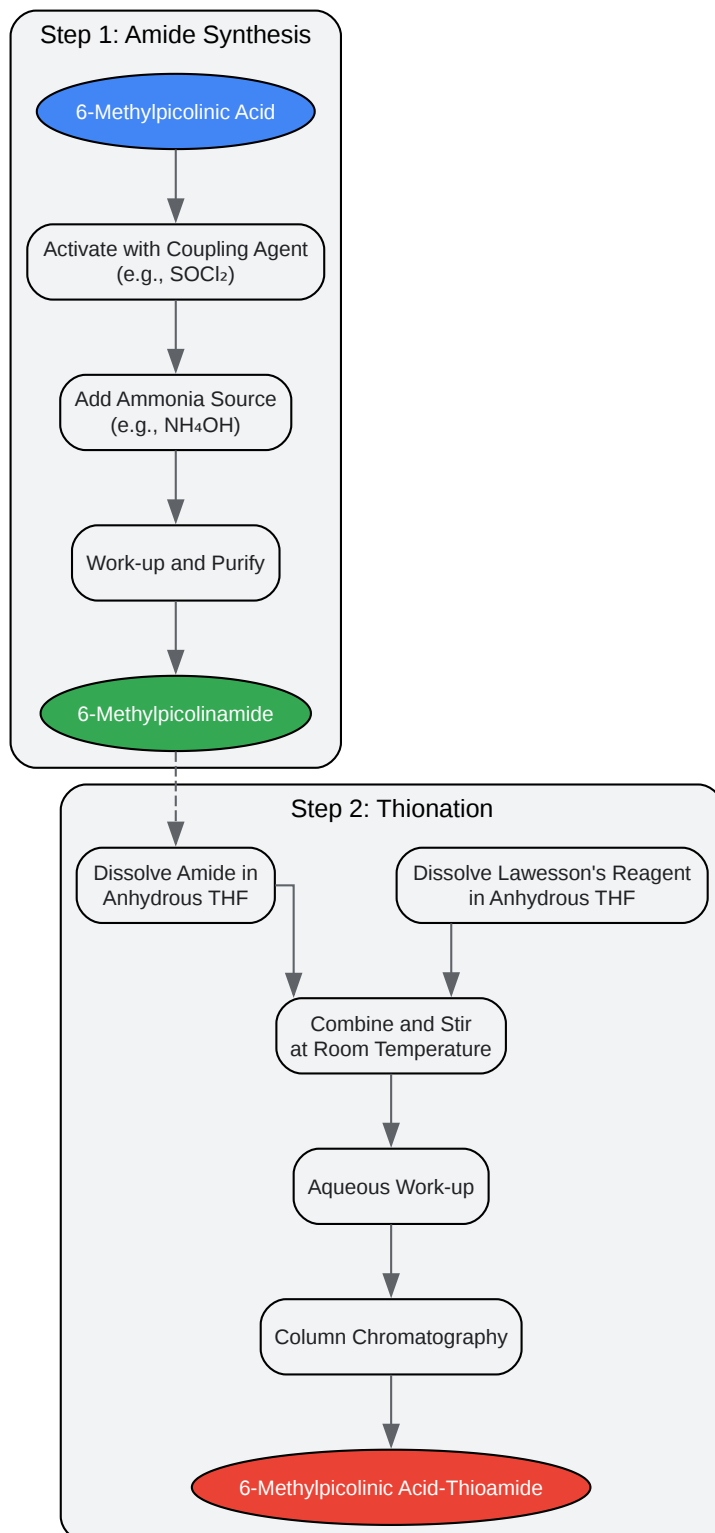 Step 1: Amide Synthesis
6-Methylpicolinic Acid
Activate with Coupling Agent
(e.g., SOCl₂)
Add Ammonia Source
(e.g., NH₄OH)
Work-up and Purify
6-Methylpicolinamide
Step 2: Thionation
Dissolve Amide in
Anhydrous THF
Dissolve Lawesson's Reagent
in Anhydrous THF
Combine and Stir
at Room Temperature
Aqueous Work-up
Column Chromatography
6-Methylpicolinic Acid-Thioamide